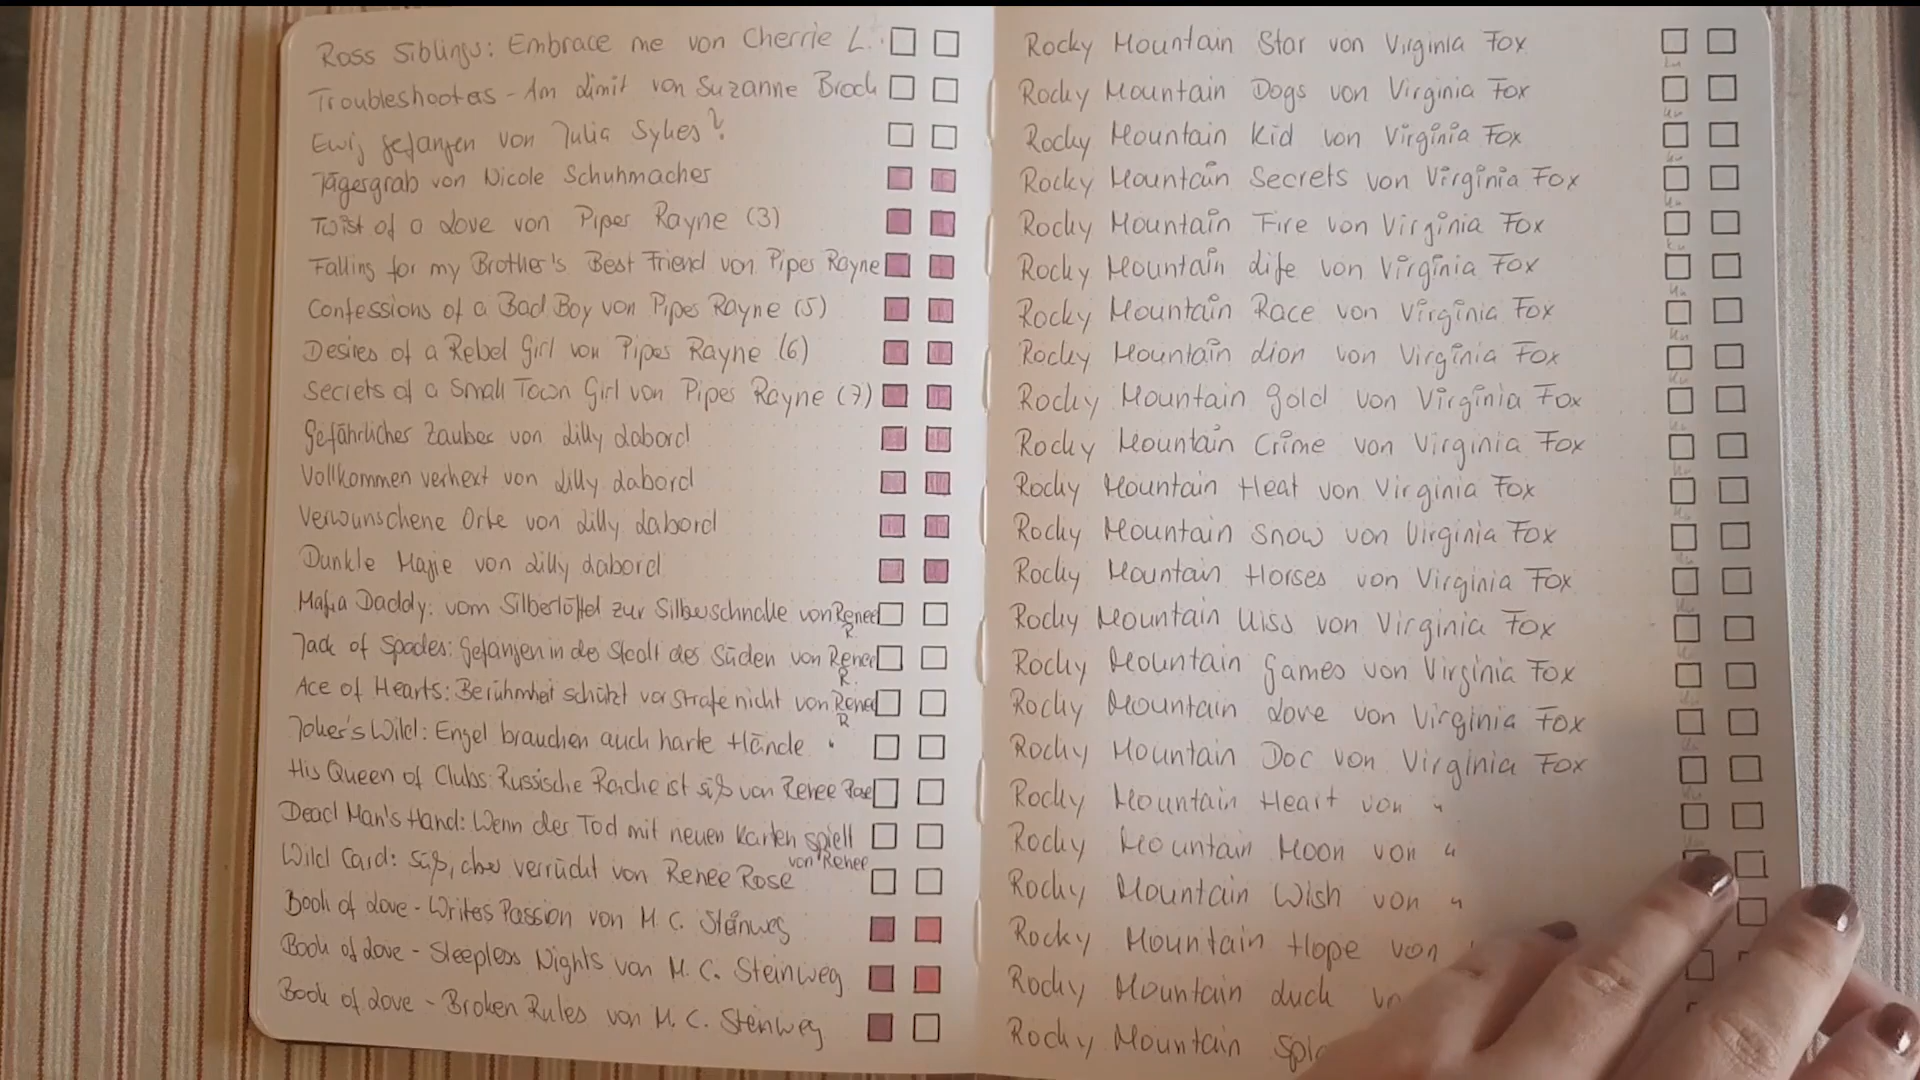 Ross Siblings: Embrace me von Cherrie L.
Troubleshooters - Am Limit von Suzanne Brock
Ewig gefangen von Julia Sykes?
Jägergrab von Nicole Schuhmacher
Twist of a Love von Piper Rayne (3)
Falling for my Brother's Best Friend von Piper Rayne
Confessions of a Bad Boy von Piper Rayne (5)
Desires of a Rebel Girl von Piper Rayne (6)
Secrets of a Small Town Girl von Piper Rayne (7)
Gefährlicher Zauber von Lilly Labord
Vollkommen verhext von Lilly Labord
Verwunschene Orte von Lilly Labord
Dunkle Magie von Lilly Labord
Mafia Daddy: vom Silberlöffel zur Silberschnalle von Renee R.
Jack of Spades: Gefangen in der Stadt des Süden von Renee R.
Ace of Hearts: Berühmheit schützt vor Strafe nicht von Renee R
Joker's Wild: Engel brauchen auch harte Hände "
His Queen of Clubs: Russische Rache ist süß von Renee Rose
Dead Man's Hand: Wenn der Tod mit neuen Karten spielt
von Renee
Wild Card: süß, aber verrückt von Renee Rose
Book of Love - Writers Passion von M. C. Steinweg
Book of Love - Sleepless Nights von M. C. Steinweg
Book of Love - Broken Rules von M. C. Steinweg
Rocky Mountain Star von Virginia Fox
Rocky Mountain Dogs von Virginia Fox
Rocky Mountain Kid von Virginia Fox
Rocky Mountain Secrets von Virginia Fox
Rocky Mountain Fire von Virginia Fox
Rocky Mountain Life von Virginia Fox
Rocky Mountain Race von Virginia Fox
Rocky Mountain Lion von Virginia Fox
Rocky Mountain Gold von Virginia Fox
Rocky Mountain Crime von Virginia Fox
Rocky Mountain Heat von Virginia Fox
Rocky Mountain Snow von Virginia Fox
Rocky Mountain Horses von Virginia Fox
Rocky Mountain Kiss von Virginia Fox
Rocky Mountain Games von Virginia Fox
Rocky Mountain Love von Virginia Fox
Rocky Mountain Doc von Virginia Fox
Rocky Mountain Heart von "
Rocky Mountain Moon von "
Rocky Mountain Wish von "
Rocky Mountain Hope von
Rocky Mountain Luck
Rocky Mountain